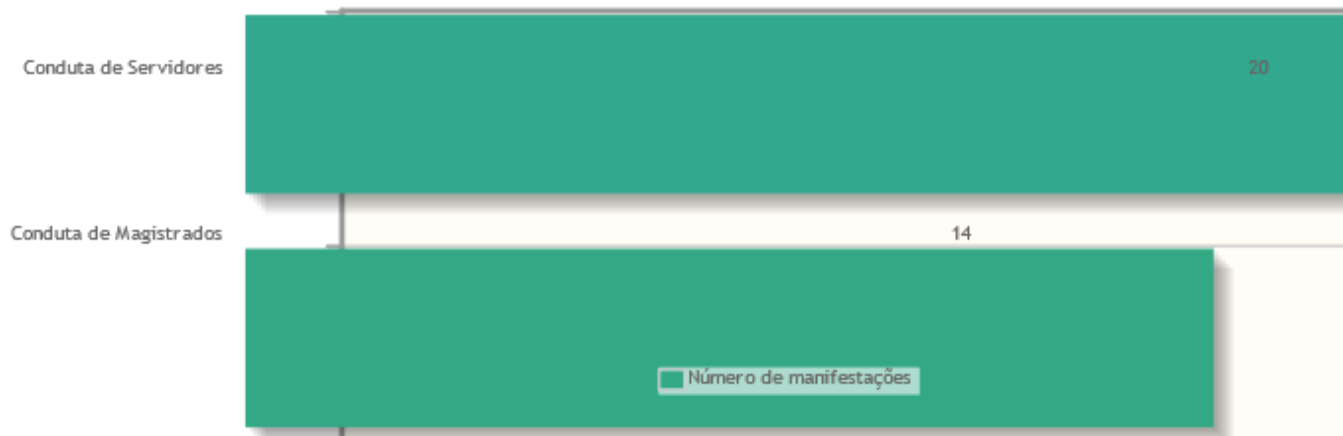 Conduta de Servidores
20
Conduta de Magistrados
14
Número de manifestações